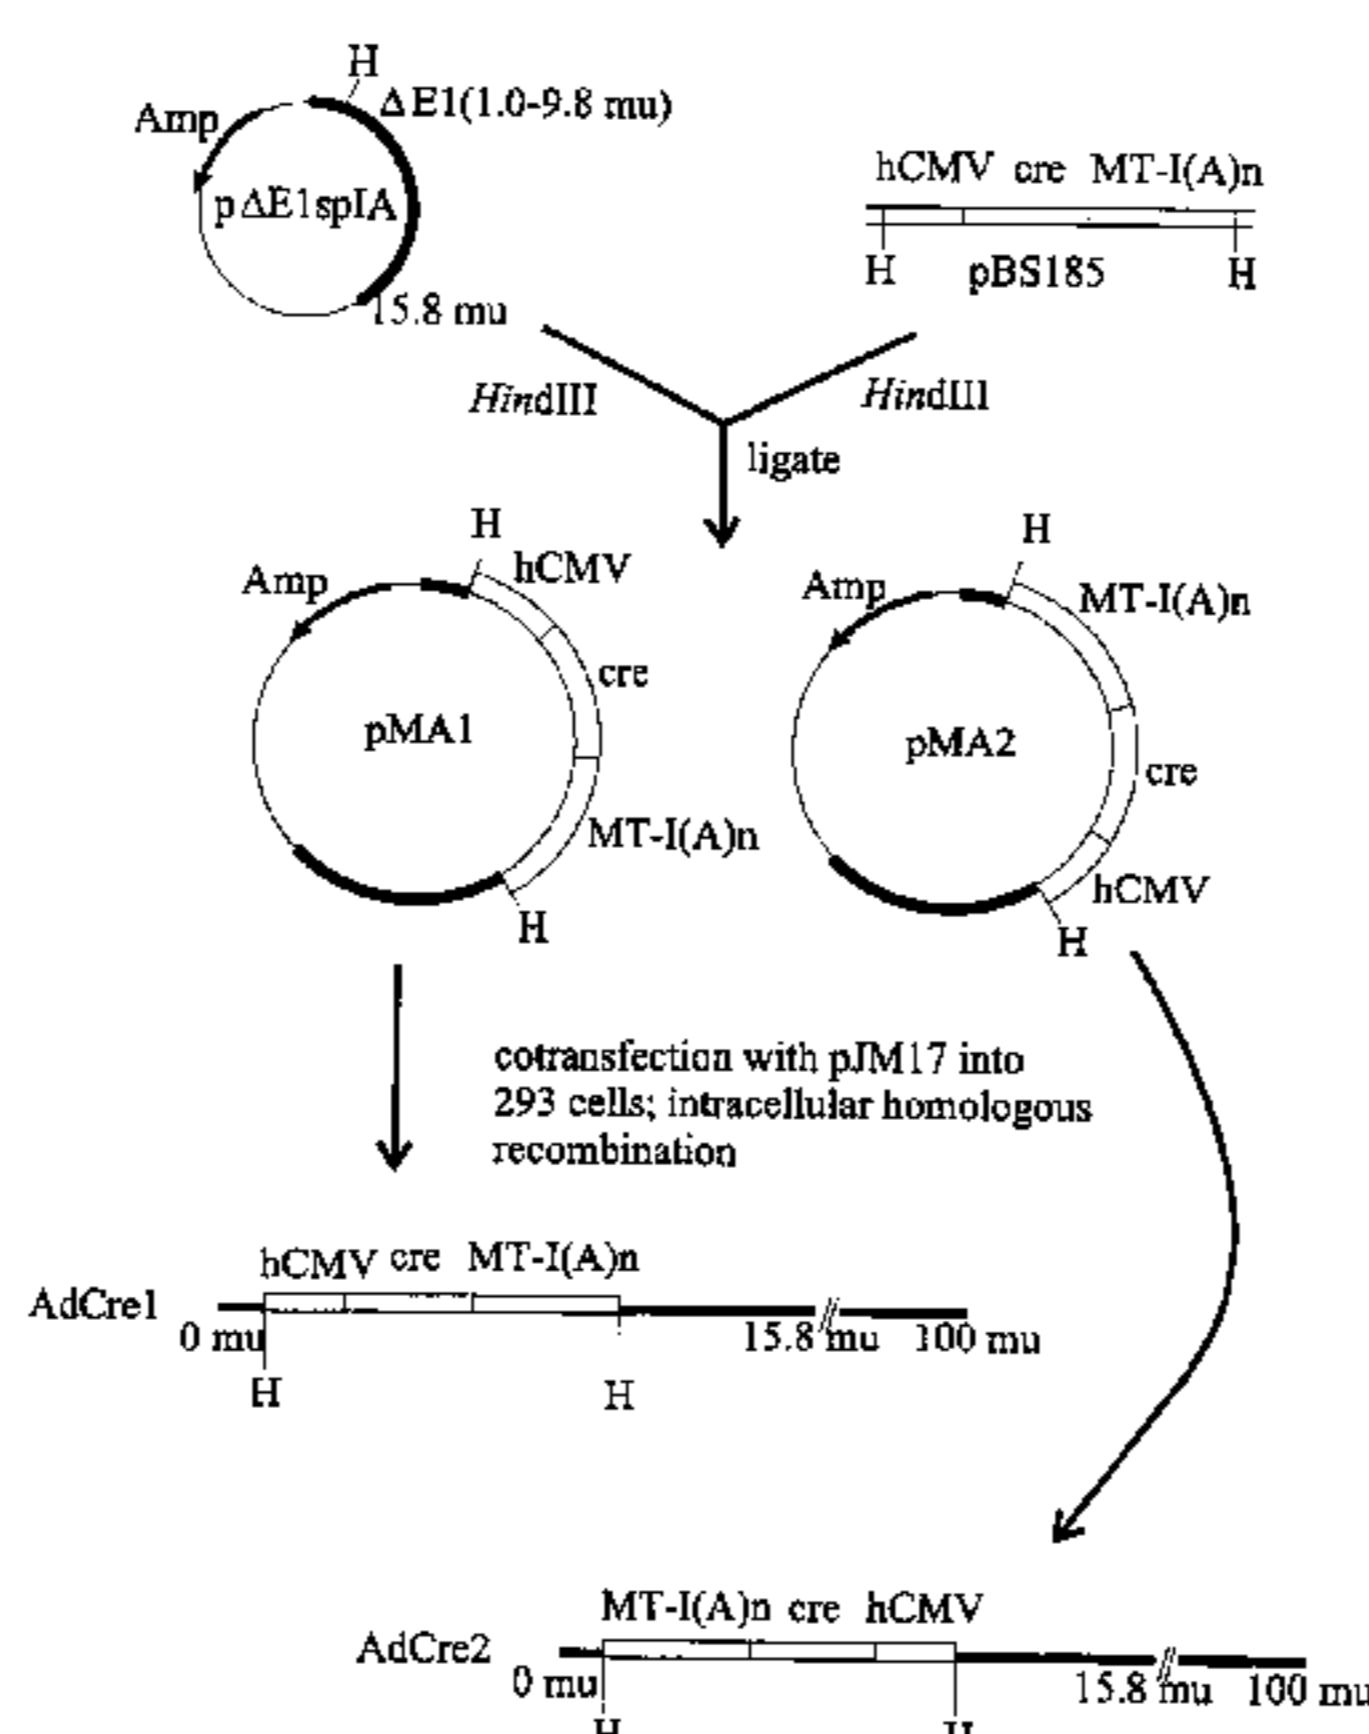 H
Amp
ΔE1(1.0-9.8 mu)
pΔE1spIA
15.8 mu
hCMV cre MT-I(A)n
H
pBS185
H
HindIII
HindIII
ligate
H
hCMV
Amp
cre
pMA1
MT-I(A)n
H
H
Amp
MT-I(A)n
pMA2
cre
hCMV
H
cotransfection with pJM17 into
293 cells; intracellular homologous
recombination
hCMV cre MT-I(A)n
AdCre1
0 mu
15.8 mu
100 mu
H
H
MT-I(A)n cre hCMV
AdCre2
0 mu
15.8 mu
100 mu
H
H